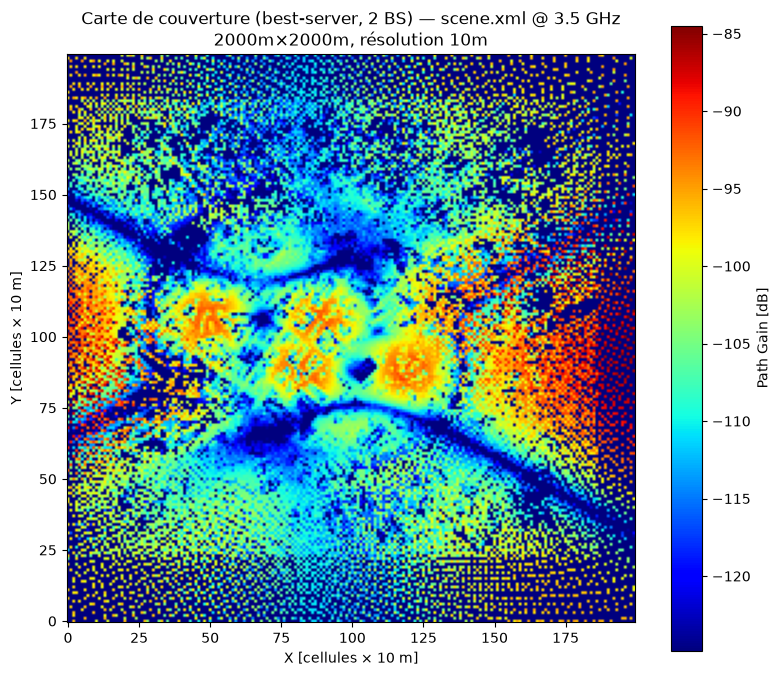 Carte de couverture (best-server, 2 BS) — scene.xml @ 3.5 GHz
2000m×2000m, résolution 10m
Y [cellules × 10 m]
175
150
125
100
75
50
25
0
0 25 50 75 100 125 150 175
X [cellules × 10 m]
−85
−90
−95
−100
−105
−110
−115
−120
Path Gain [dB]